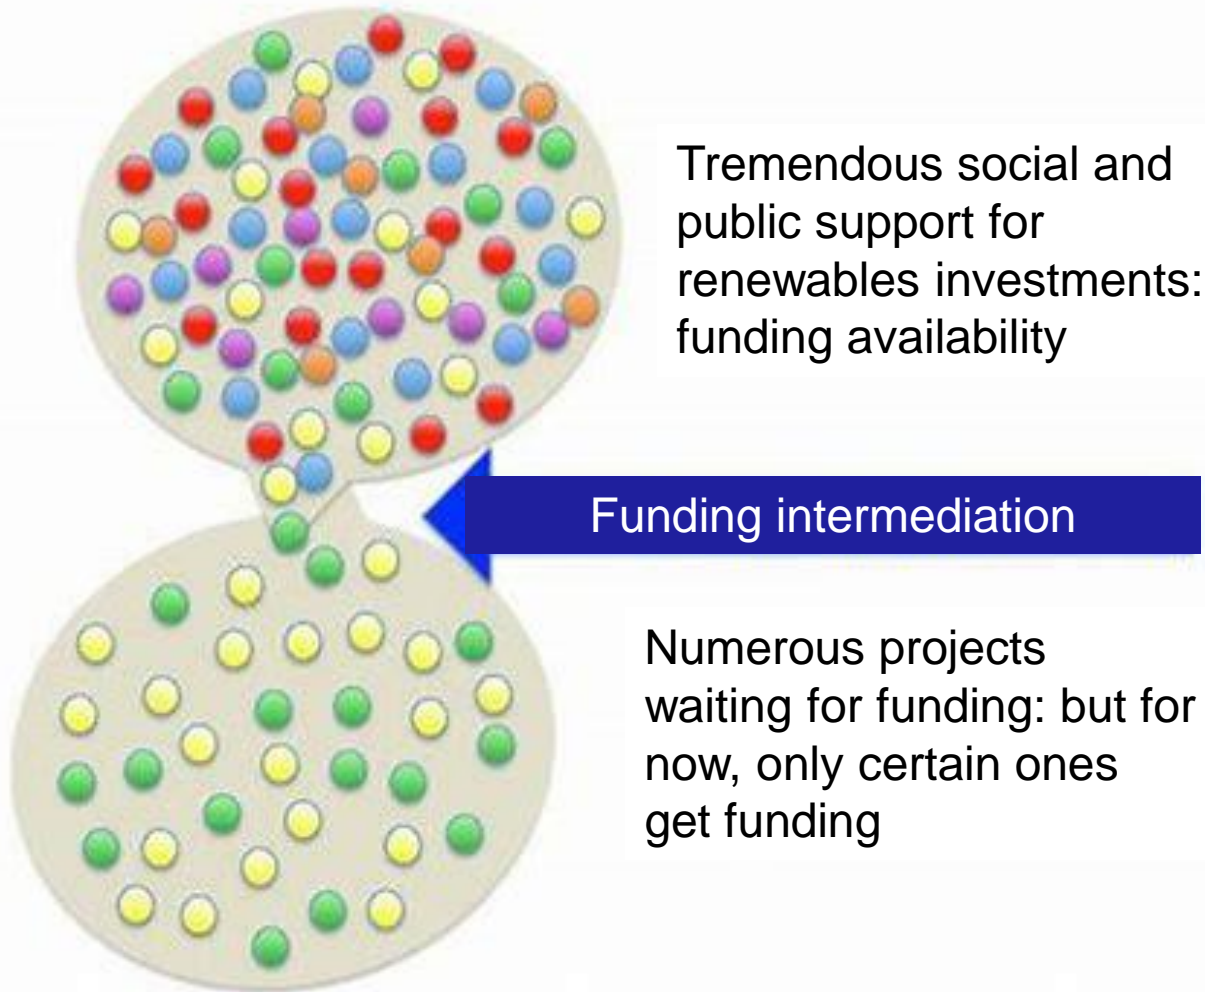 Tremendous social and
public support for
renewables investments:
funding availability
Funding intermediation
Numerous projects
waiting for funding: but for
now, only certain ones
get funding